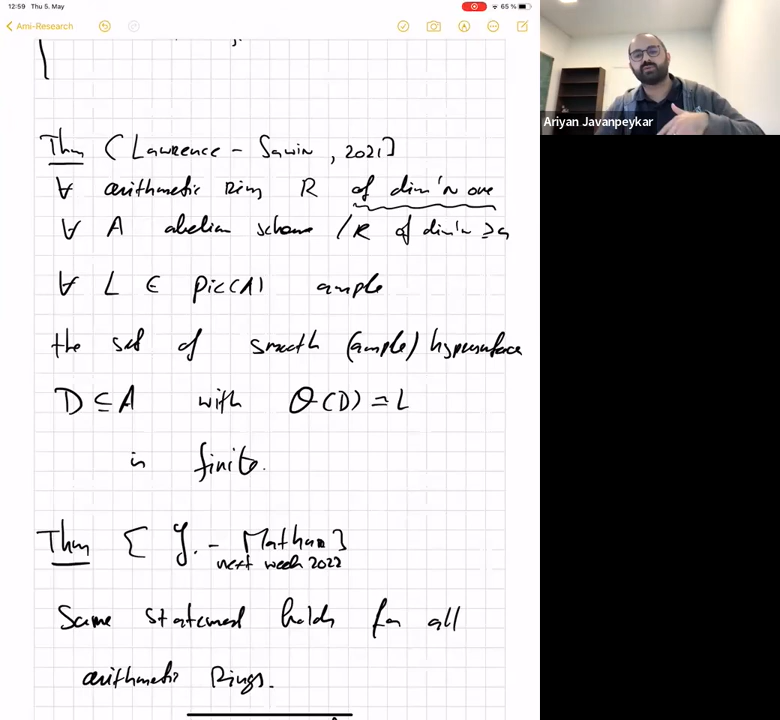 12:59 Thu 5. May
65 %
Ami-Research
Ariyan Javanpeykar
Thm (Lawrence - Sawin, 2021]
∀ arithmetic ring R of dim'n one
∀ A abelian scheme /R of dim'n ≥ 4
∀ L ∈ Pic(A) ample
the set of smooth (ample) hypersurface
D ⊆ A with O(D) = L
is finite.
Thm [ J. - Mathur ]
next week 2022
Same statement holds for all
arithmetic Rings.